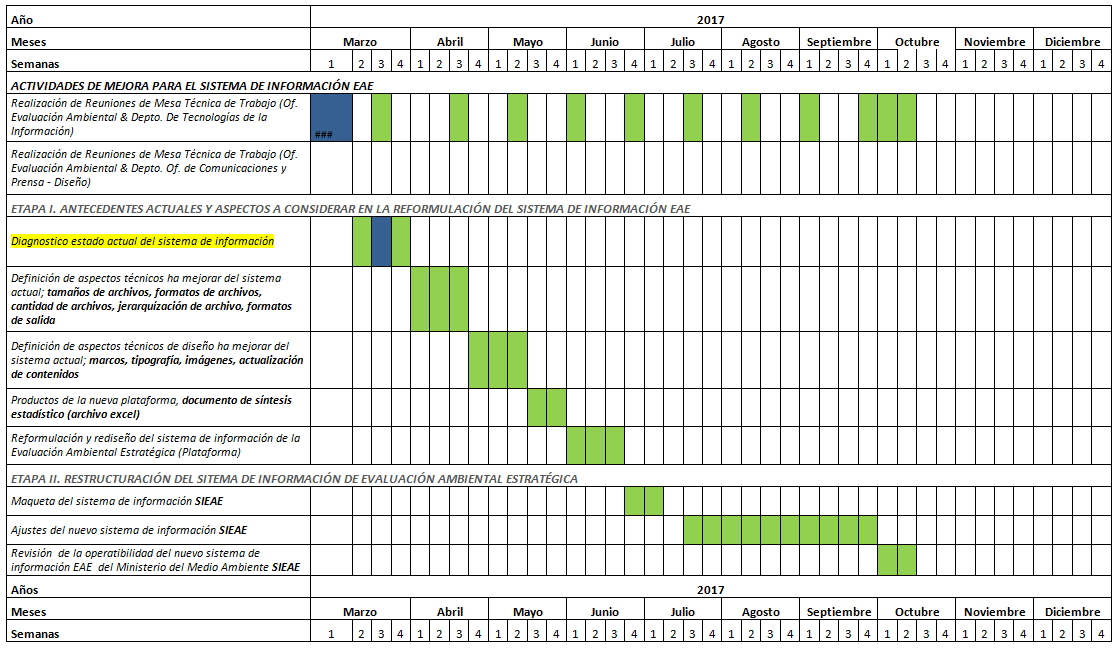 Año 2017
Meses Marzo Abril Mayo Junio Julio Agosto Septiembre Octubre Noviembre Diciembre
Semanas 1 2 3 4 1 2 3 4 1 2 3 4 1 2 3 4 1 2 3 4 1 2 3 4 1 2 3 4 1 2 3 4 1 2 3 4 1 2 3 4
ACTIVIDADES DE MEJORA PARA EL SISTEMA DE INFORMACIÓN EAE
Realización de Reuniones de Mesa Técnica de Trabajo (Of.
Evaluación Ambiental & Depto. De Tecnologías de la
Información)
###
Realización de Reuniones de Mesa Técnica de Trabajo (Of.
Evaluación Ambiental & Depto. Of. de Comunicaciones y
Prensa - Diseño)
ETAPA I. ANTECEDENTES ACTUALES Y ASPECTOS A CONSIDERAR EN LA REFORMULACIÓN DEL SISTEMA DE INFORMACIÓN EAE
Diagnostico estado actual del sistema de información
Definición de aspectos técnicos ha mejorar del sistema
actual; tamaños de archivos, formatos de archivos,
cantidad de archivos, jerarquización de archivo, formatos
de salida
Definición de aspectos técnicos de diseño ha mejorar del
sistema actual; marcos, tipografía, imágenes, actualización
de contenidos
Productos de la nueva plataforma, documento de síntesis
estadístico (archivo excel)
Reformulación y rediseño del sistema de información de la
Evaluación Ambiental Estratégica (Plataforma)
ETAPA II. RESTRUCTURACIÓN DEL SITEMA DE INFORMACIÓN DE EVALUACIÓN AMBIENTAL ESTRATÉGICA
Maqueta del sistema de información SIEAE
Ajustes del nuevo sistema de información SIEAE
Revisión de la operatibilidad del nuevo sistema de
información EAE del Ministerio del Medio Ambiente SIEAE
Años 2017
Meses Marzo Abril Mayo Junio Julio Agosto Septiembre Octubre Noviembre Diciembre
Semanas 1 2 3 4 1 2 3 4 1 2 3 4 1 2 3 4 1 2 3 4 1 2 3 4 1 2 3 4 1 2 3 4 1 2 3 4 1 2 3 4